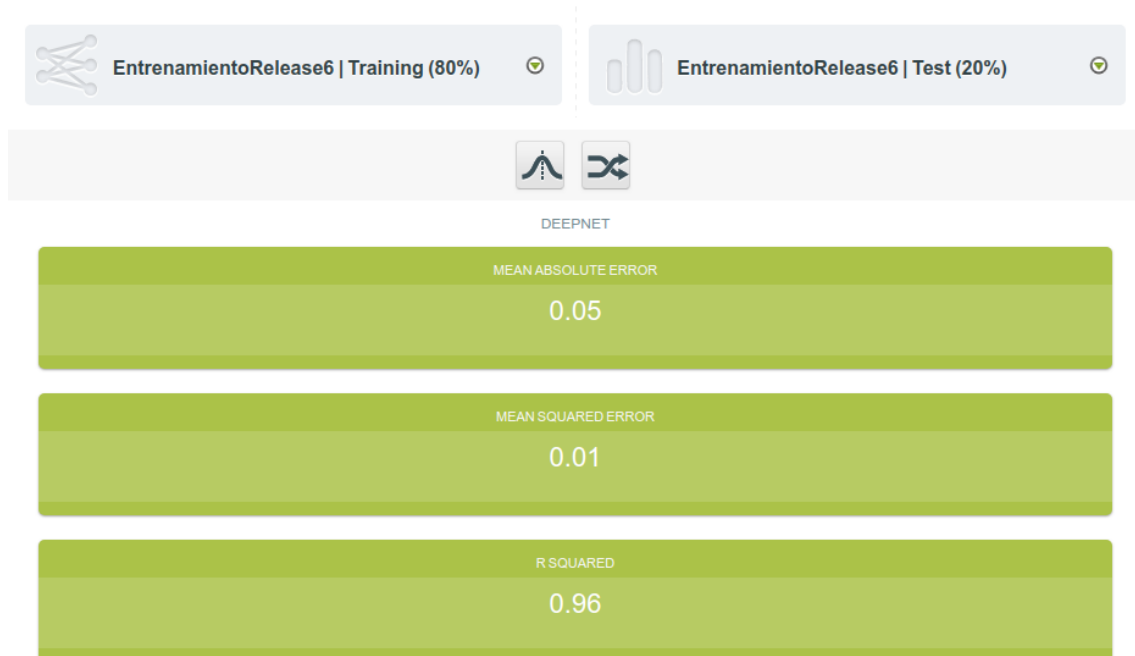 EntrenamientoRelease6 | Training (80%)
EntrenamientoRelease6 | Test (20%)
DEEPNET
MEAN ABSOLUTE ERROR
0.05
MEAN SQUARED ERROR
0.01
R SQUARED
0.96